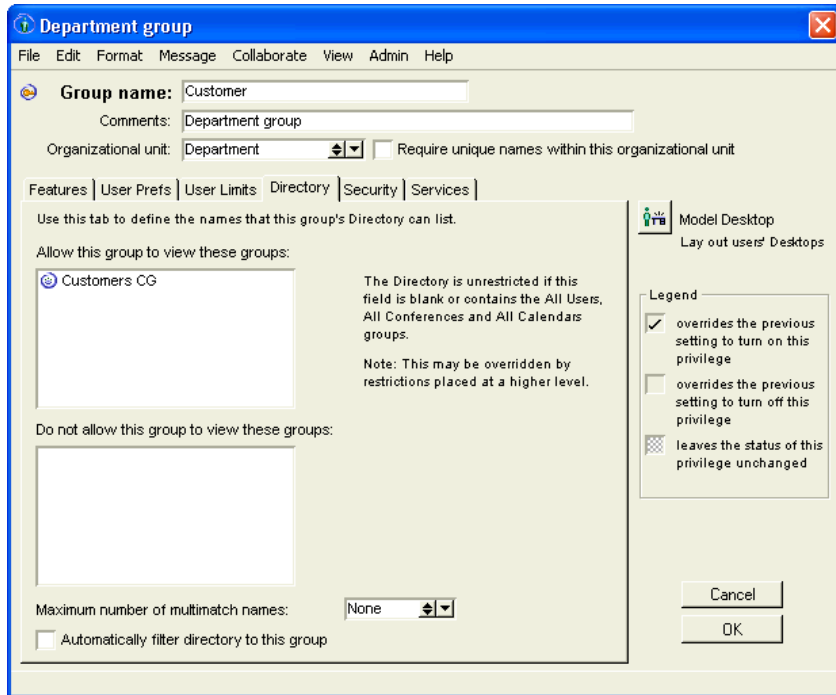 Department group
File Edit Format Message Collaborate View Admin Help
Group name: Customer
Comments: Department group
Organizational unit: Department Require unique names within this organizational unit
Features User Prefs User Limits Directory Security Services
Use this tab to define the names that this group's Directory can list.
Allow this group to view these groups:
Customers CG
The Directory is unrestricted if this
field is blank or contains the All Users,
All Conferences and All Calendars
groups.
Note: This may be overridden by
restrictions placed at a higher level.
Do not allow this group to view these groups:
Maximum number of multimatch names: None
Automatically filter directory to this group
Model Desktop
Lay out users' Desktops
Legend
overrides the previous
setting to turn on this
privilege
overrides the previous
setting to turn off this
privilege
leaves the status of this
privilege unchanged
Cancel
OK